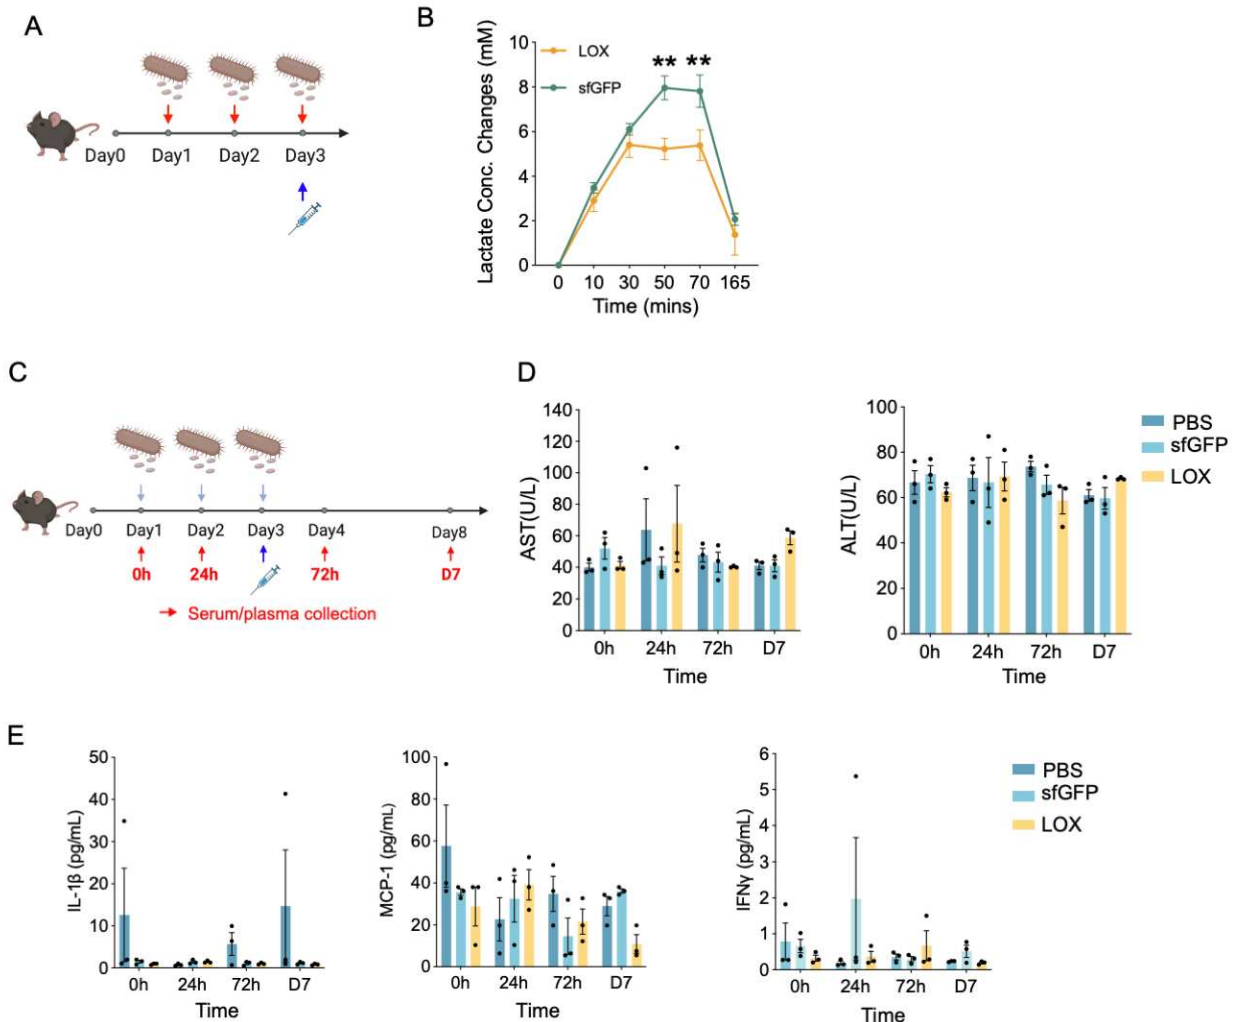 A
Day0 Day1 Day2 Day3
B
Lactate Conc. Changes (mM)
10
8
6
4
2
0
LOX
sfGFP
** **
0 10 30 50 70 165
Time (mins)
C
Day0 Day1 Day2 Day3 Day4 Day8
0h 24h 72h D7
Serum/plasma collection
D
AST(U/L)
140
120
100
80
60
40
20
0
0h 24h 72h D7
Time
ALT(U/L)
100
80
60
40
20
0
0h 24h 72h D7
Time
PBS
sfGFP
LOX
E
IL-1β (pg/mL)
50
40
30
20
10
0
0h 24h 72h D7
Time
MCP-1 (pg/mL)
100
80
60
40
20
0
0h 24h 72h D7
Time
IFNγ (pg/mL)
6
5
4
3
2
1
0
0h 24h 72h D7
Time
PBS
sfGFP
LOX